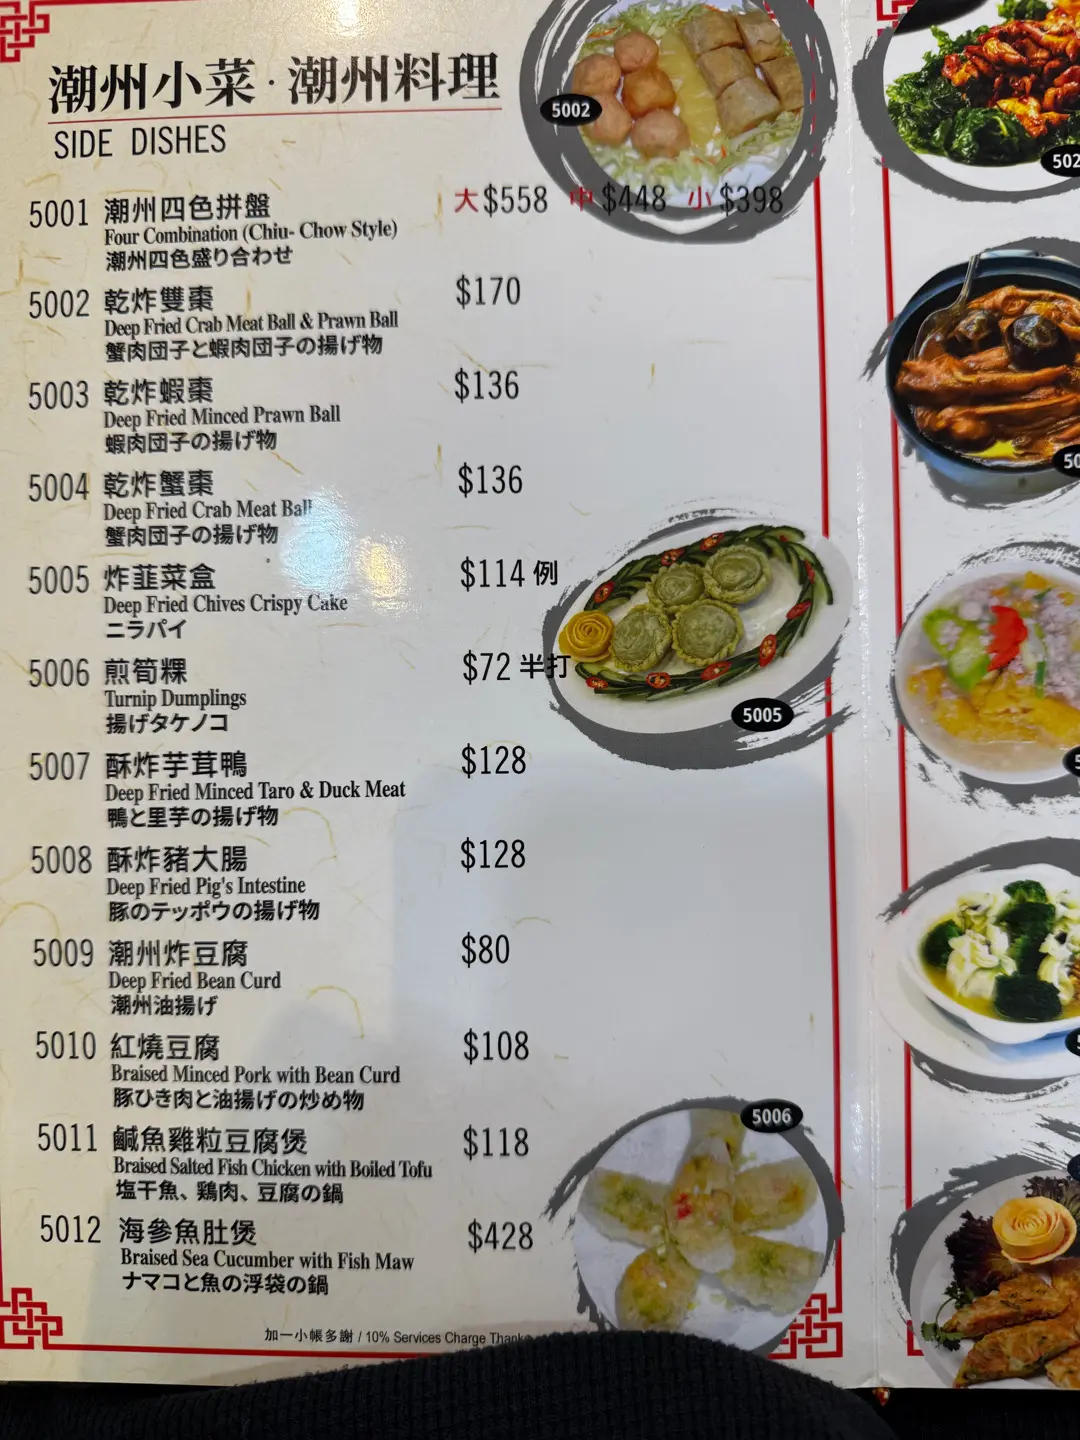 潮州小菜·潮州料理
SIDE DISHES
5002
5001 潮州四色拼盤 大$558 中$448 小$398
Four Combination (Chiu- Chow Style)
潮州四色盛り合わせ
5002 乾炸雙棗 $170
Deep Fried Crab Meat Ball & Prawn Ball
蟹肉団子と蝦肉団子の揚げ物
5003 乾炸蝦棗 $136
Deep Fried Minced Prawn Ball
蝦肉団子の揚げ物
5004 乾炸蟹棗 $136
Deep Fried Crab Meat Ball
蟹肉団子の揚げ物
5005 炸韮菜盒 $114 例
Deep Fried Chives Crispy Cake
ニラパイ
5006 煎筍粿 $72 半打
Turnip Dumplings
揚げタケノコ
5005
5007 酥炸芋茸鴨 $128
Deep Fried Minced Taro & Duck Meat
鴨と里芋の揚げ物
5008 酥炸豬大腸 $128
Deep Fried Pig's Intestine
豚のテッポウの揚げ物
5009 潮州炸豆腐 $80
Deep Fried Bean Curd
潮州油揚げ
5010 紅燒豆腐 $108
Braised Minced Pork with Bean Curd
豚ひき肉と油揚げの炒め物
5006
5011 鹹魚雞粒豆腐煲 $118
Braised Salted Fish Chicken with Boiled Tofu
塩干魚、鶏肉、豆腐の鍋
5012 海參魚肚煲 $428
Braised Sea Cucumber with Fish Maw
ナマコと魚の浮袋の鍋
加一小帳多謝 / 10% Services Charge Thank
502
50
5
5